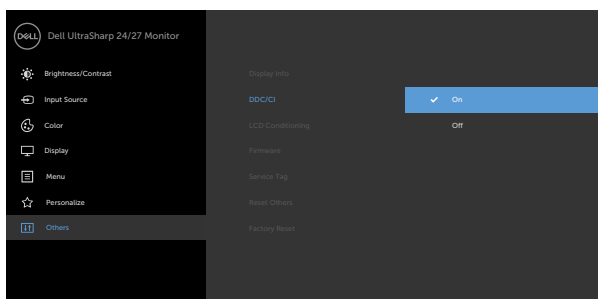 DELL Dell UltraSharp 24/27 Monitor
Brightness/Contrast Display Info
Input Source DDC/CI On
Color LCD Conditioning Off
Display Firmware
Menu Service Tag
Personalize Reset Others
Others Factory Reset